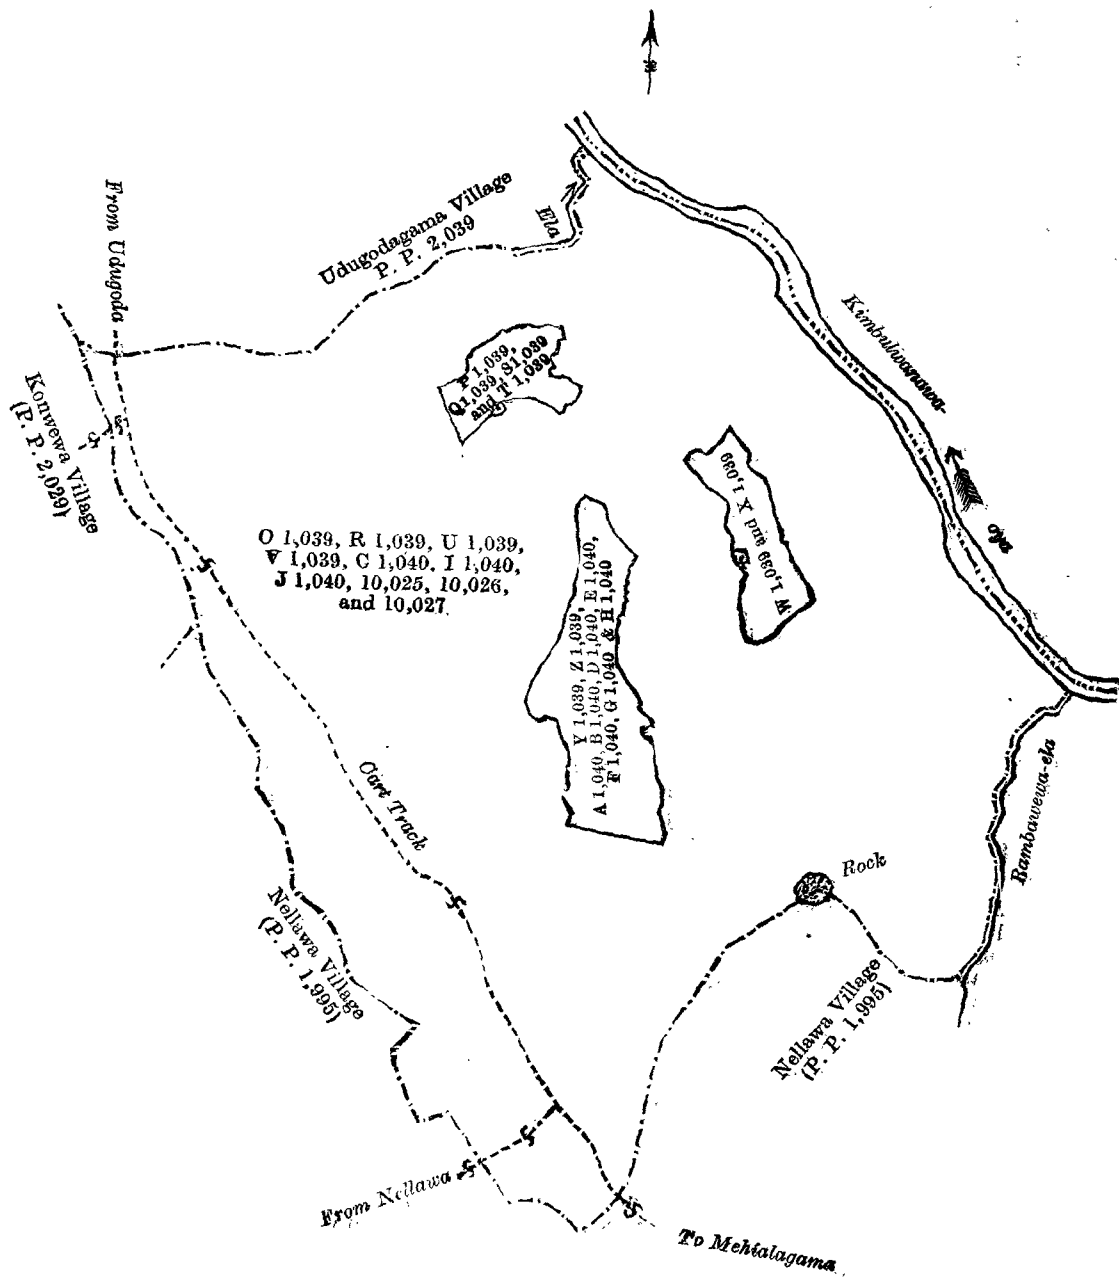 N
Udugodagama Village
P. P. 2,039
Ela
From Udugoda
Kimbulwanawa-
oya
Konwewa Village
(P. P. 2,029)
P 1,039,
Q 1,039, S 1,039
and T 1,039
W 1,039 and X 1,039
O 1,039, R 1,039, U 1,039,
V 1,039, C 1,040, I 1,040,
J 1,040, 10,025, 10,026,
and 10,027
Y 1,039, Z 1,039,
A 1,040, B 1,040, D 1,040, E 1,040,
F 1,040, G 1,040 & H 1,040
Cart Track
Rambawewa-ela
Rock
Nellawa Village
(P. P. 1,995)
Nellawa Village
(P. P. 1,995)
From Nellawa
To Mehialagama